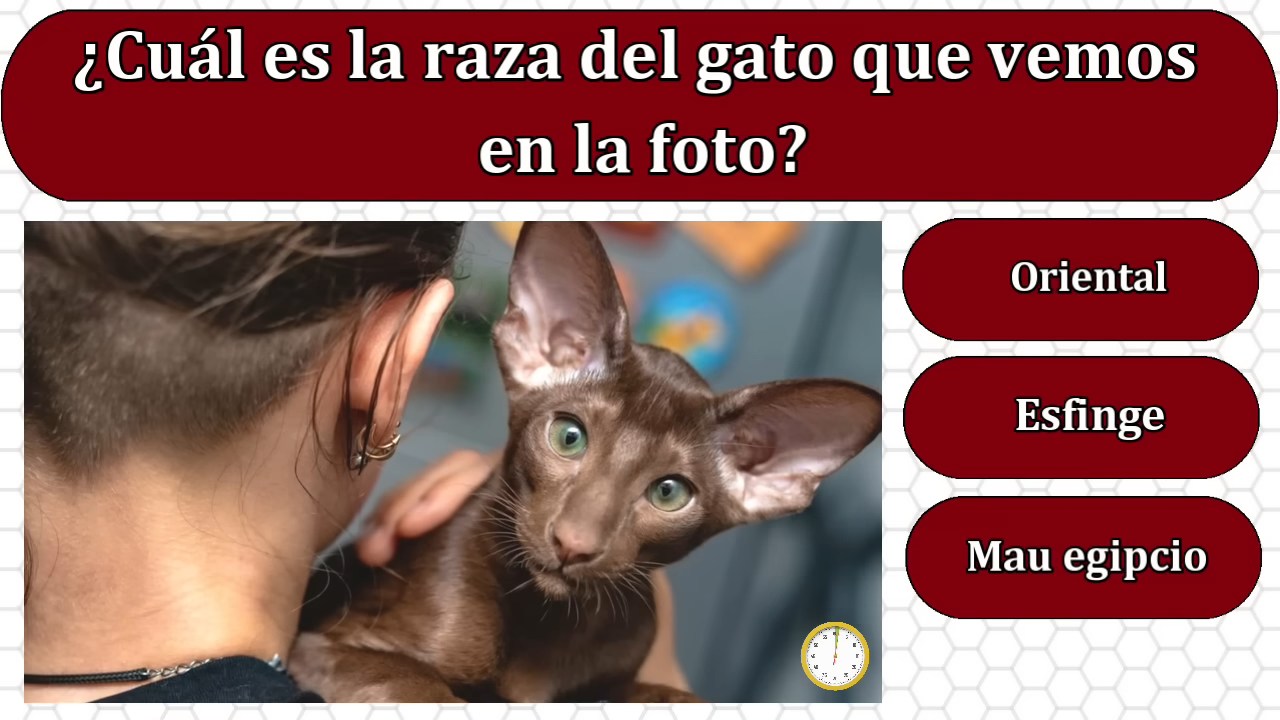 ¿Cuál es la raza del gato que vemos
en la foto?
Oriental
Esfinge
Mau egipcio